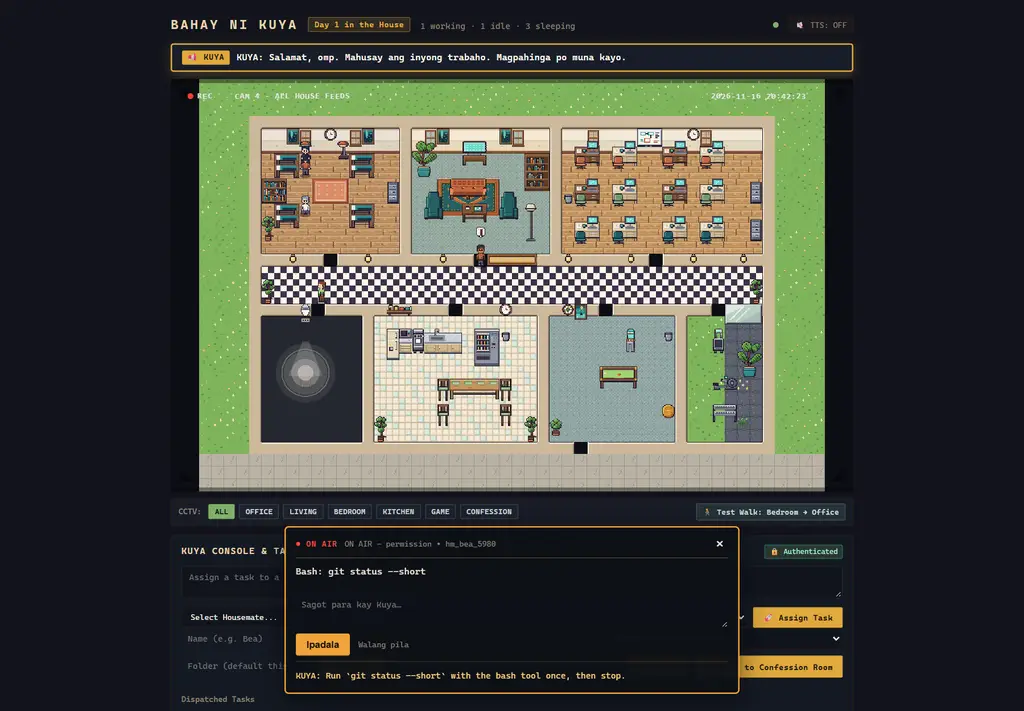 BAHAY NI KUYA Day 1 in the House 1 working · 1 idle · 3 sleeping TTS: OFF
KUYA KUYA: Salamat, omp. Mahusay ang inyong trabaho. Magpahinga po muna kayo.
REC CAM 4 - ALL HOUSE FEEDS 2026-11-16 20:42:23
CCTV: ALL OFFICE LIVING BEDROOM KITCHEN GAME CONFESSION Test Walk: Bedroom → Office
ON AIR ON AIR — permission • hm_bea_5980 ×
KUYA CONSOLE & TA Authenticated
Bash: git status --short
Assign a task to a
Sagot para kay Kuya…
Select Housemate... Assign Task
Name (e.g. Bea)
Ipadala Walang pila
Folder (default thi to Confession Room
KUYA: Run `git status --short` with the bash tool once, then stop.
Dispatched Tasks